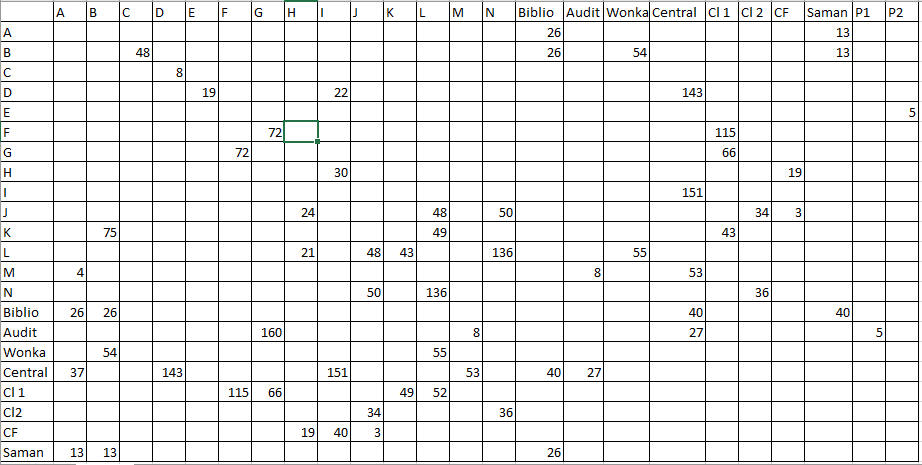 A B C D E F G H I J K L M N Biblio Audit Wonka Central Cl 1 Cl 2 CF Saman P1 P2
A 26 13
B 48 26 54 13
C 8
D 19 22 143
E 5
F 72 115
G 72 66
H 30 19
I 151
J 24 48 50 34 3
K 75 49 43
L 21 48 43 136 55
M 4 8 53
N 50 136 36
Biblio 26 26 40 40
Audit 160 8 27 5
Wonka 54 55
Central 37 143 151 53 40 27
Cl 1 115 66 49 52
Cl2 34 36
CF 19 40 3
Saman 13 13 26